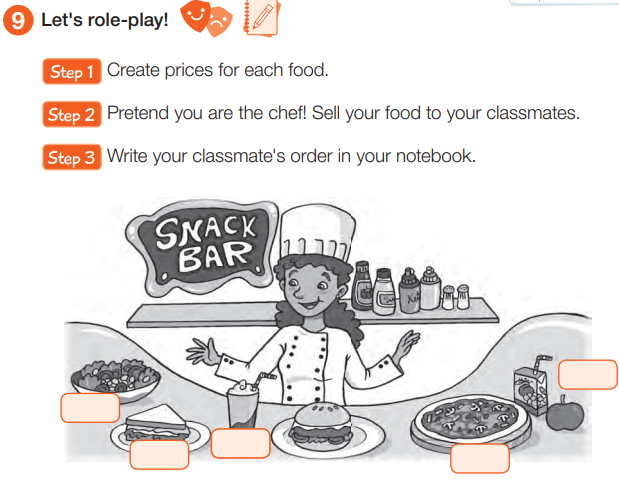 9 Let's role-play!
Step 1 Create prices for each food.
Step 2 Pretend you are the chef! Sell your food to your classmates.
Step 3 Write your classmate's order in your notebook.
SNACK
BAR